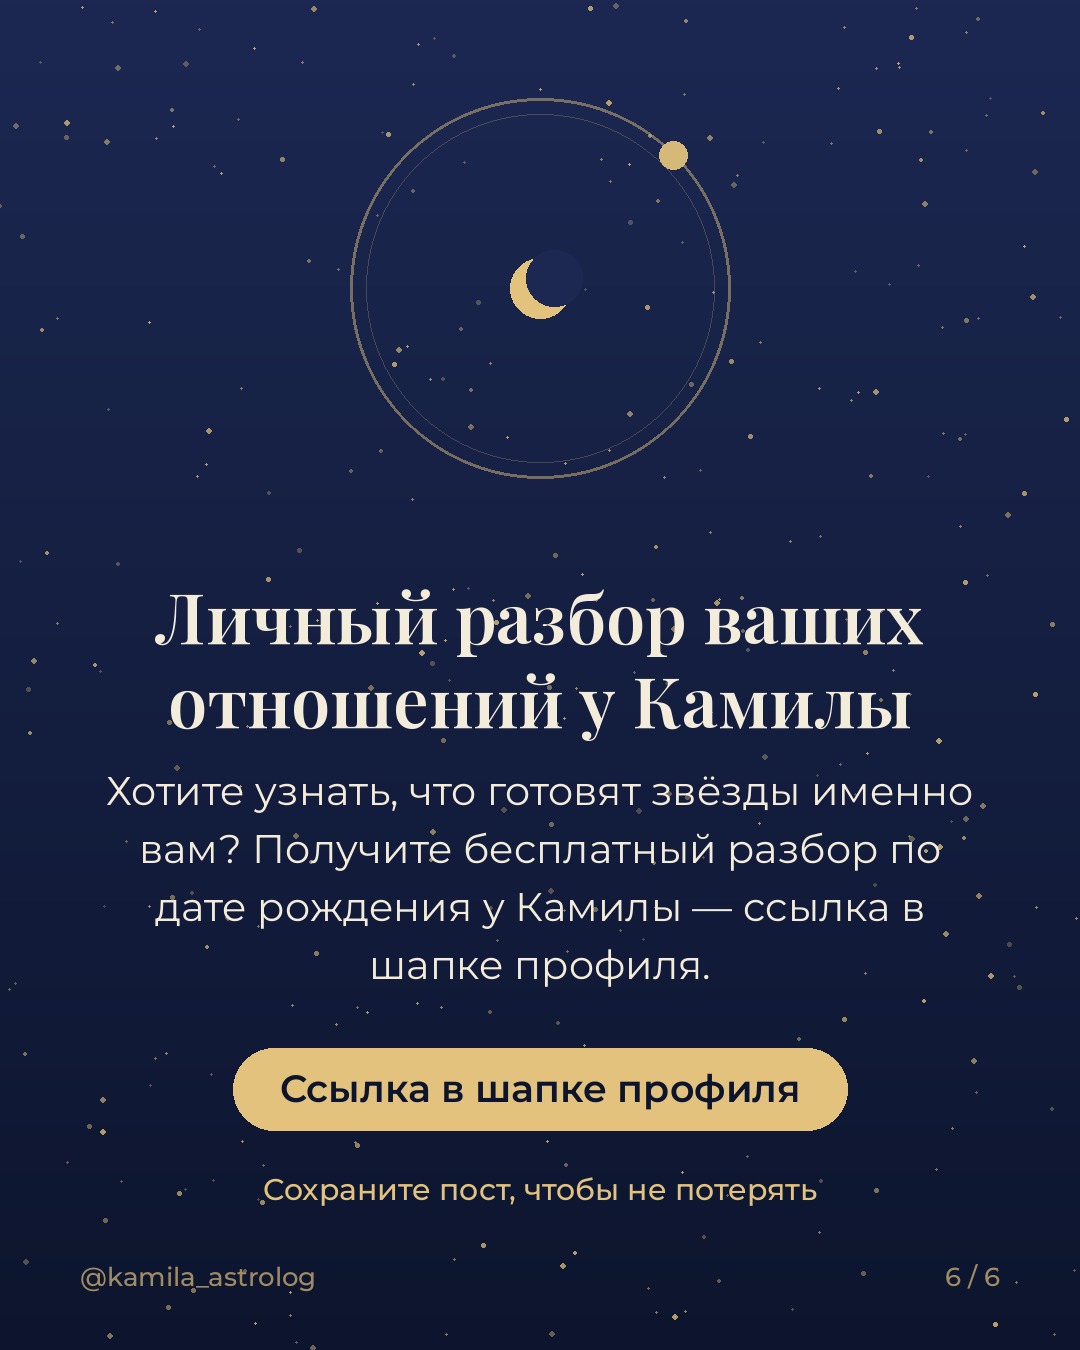 Личный разбор ваших
отношений у Камилы
Хотите узнать, что готовят звёзды именно
вам? Получите бесплатный разбор по
дате рождения у Камилы — ссылка в
шапке профиля.
Ссылка в шапке профиля
Сохраните пост, чтобы не потерять
@kamila_astrolog
6 / 6